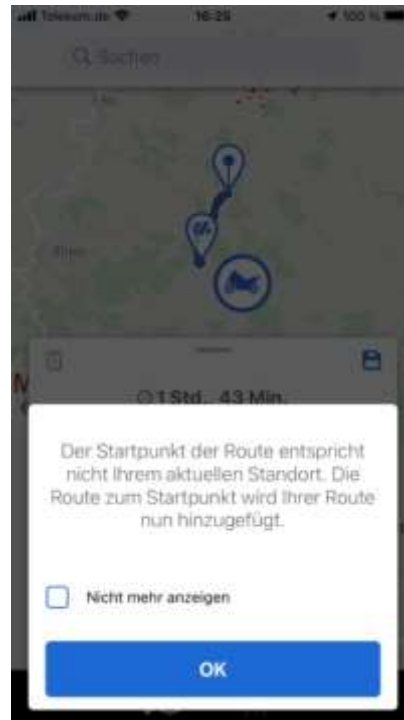 Telekom.de 16:25 100 %
Suchen
1 Std., 43 Min.
Der Startpunkt der Route entspricht
nicht Ihrem aktuellen Standort. Die
Route zum Startpunkt wird Ihrer Route
nun hinzugefügt.
Nicht mehr anzeigen
OK